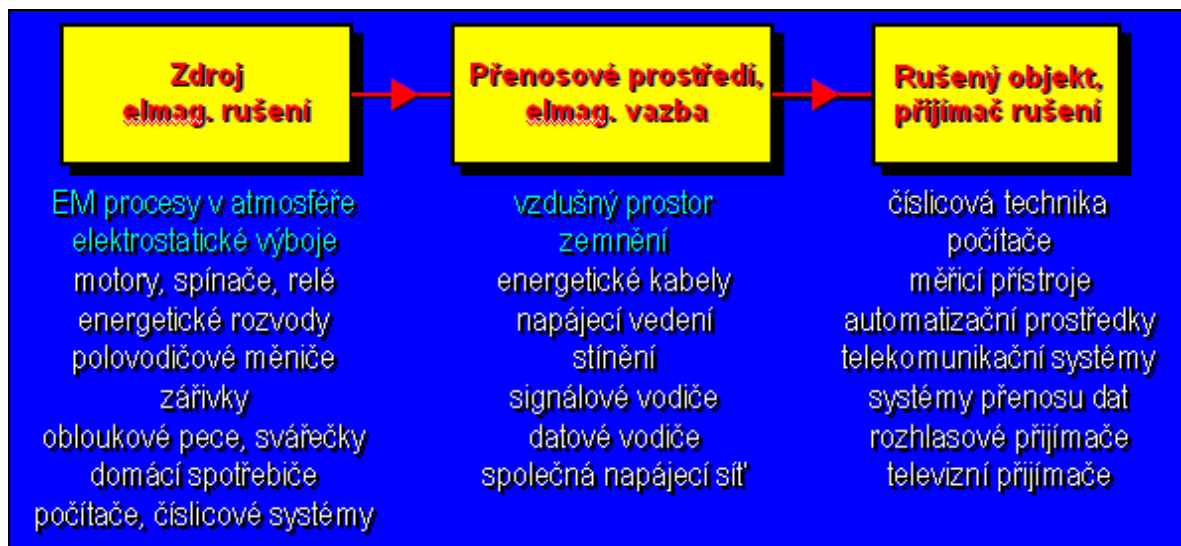 Zdroj
elmag. rušení
Přenosové prostředí,
elmag. vazba
Rušený objekt,
přijímač rušení
EM procesy v atmosféře
elektrostatické výboje
motory, spínače, relé
energetické rozvody
polovodičové měniče
zářivky
obloukové pece, svářečky
domácí spotřebiče
počítače, číslicové systémy
vzdušný prostor
zemnění
energetické kabely
napájecí vedení
stínění
signálové vodiče
datové vodiče
společná napájecí síť
číslicová technika
počítače
měřicí přístroje
automatizační prostředky
telekomunikační systémy
systémy přenosu dat
rozhlasové přijímače
televizní přijímače